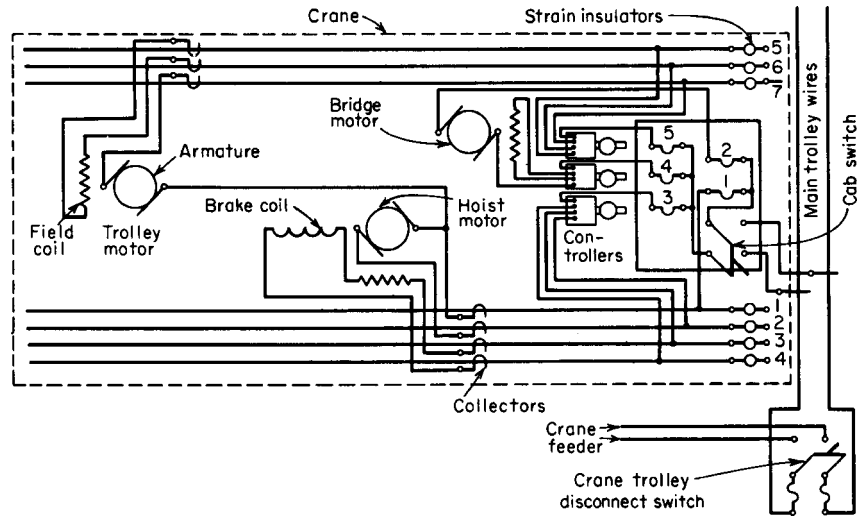 Crane
Strain insulators
5
6
7
Main trolley wires
Bridge
motor
Armature
5
4
3
2
1
Cab switch
Field
coil
Trolley
motor
Brake coil
Hoist
motor
Con-
trollers
1
2
3
4
Collectors
Crane
feeder
Crane trolley
disconnect switch